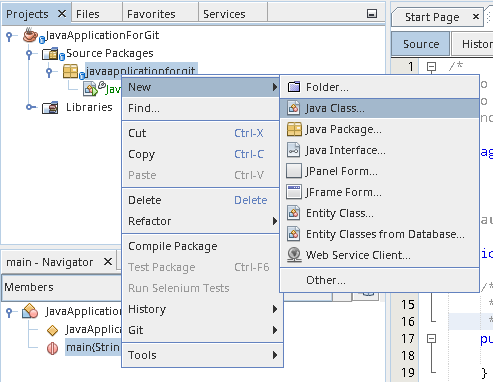 Projects
Files
Favorites
Services
Start Page
JavaApplicationForGit
Source Packages
javaapplicationforgit
Libraries
Source
Histor
1
/*
New
Find...
Cut Ctrl-X
Copy Ctrl-C
Paste Ctrl-V
Delete Delete
Refactor
Compile Package
Test Package Ctrl-F6
Run Selenium Tests
History
Git
Tools
Folder...
Java Class...
Java Package...
Java Interface...
JPanel Form...
JFrame Form...
Entity Class...
Entity Classes from Database...
Web Service Client...
Other...
main - Navigator
Members
JavaApplication
JavaApplic
main(Strin
/*
15 *
16 *
17 pu
}